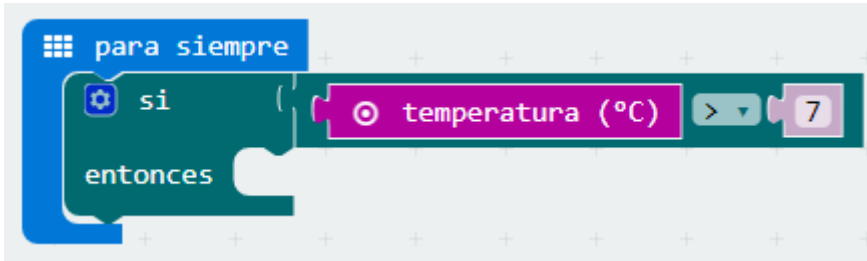 para siempre
si temperatura (°C) > 7
entonces